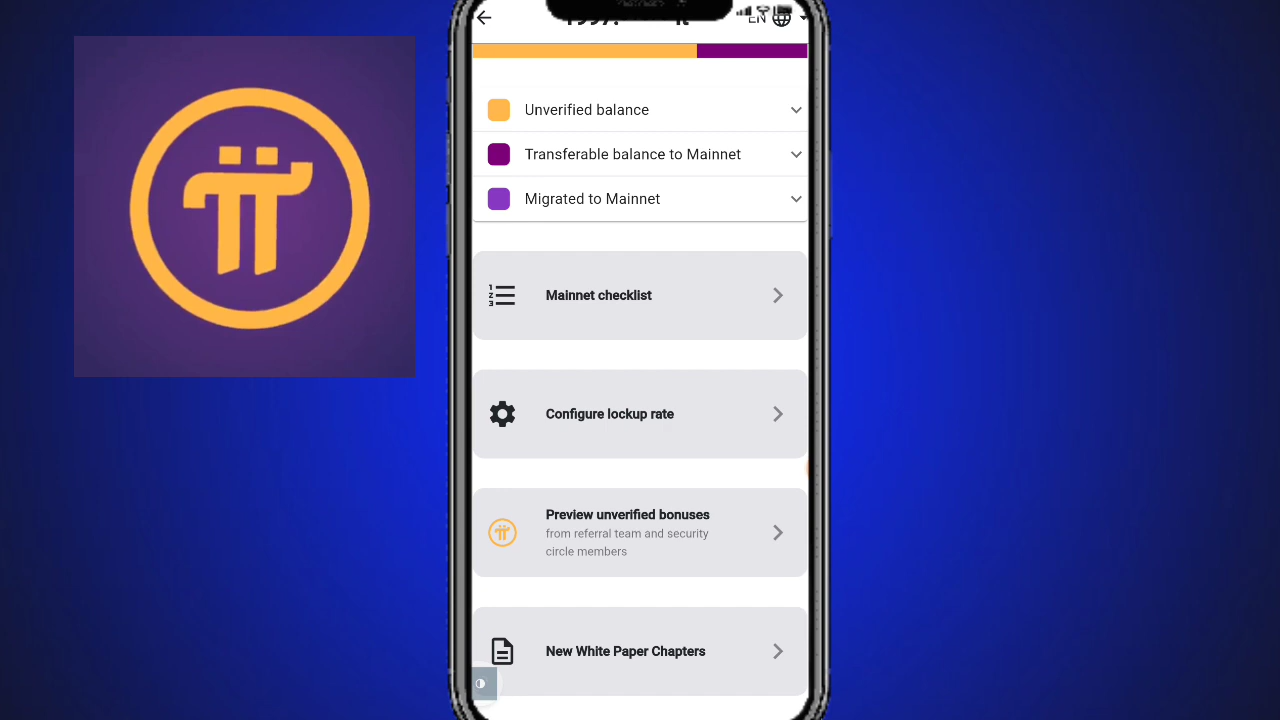 EN
Unverified balance
Transferable balance to Mainnet
Migrated to Mainnet
Mainnet checklist
Configure lockup rate
Preview unverified bonuses
from referral team and security
circle members
New White Paper Chapters